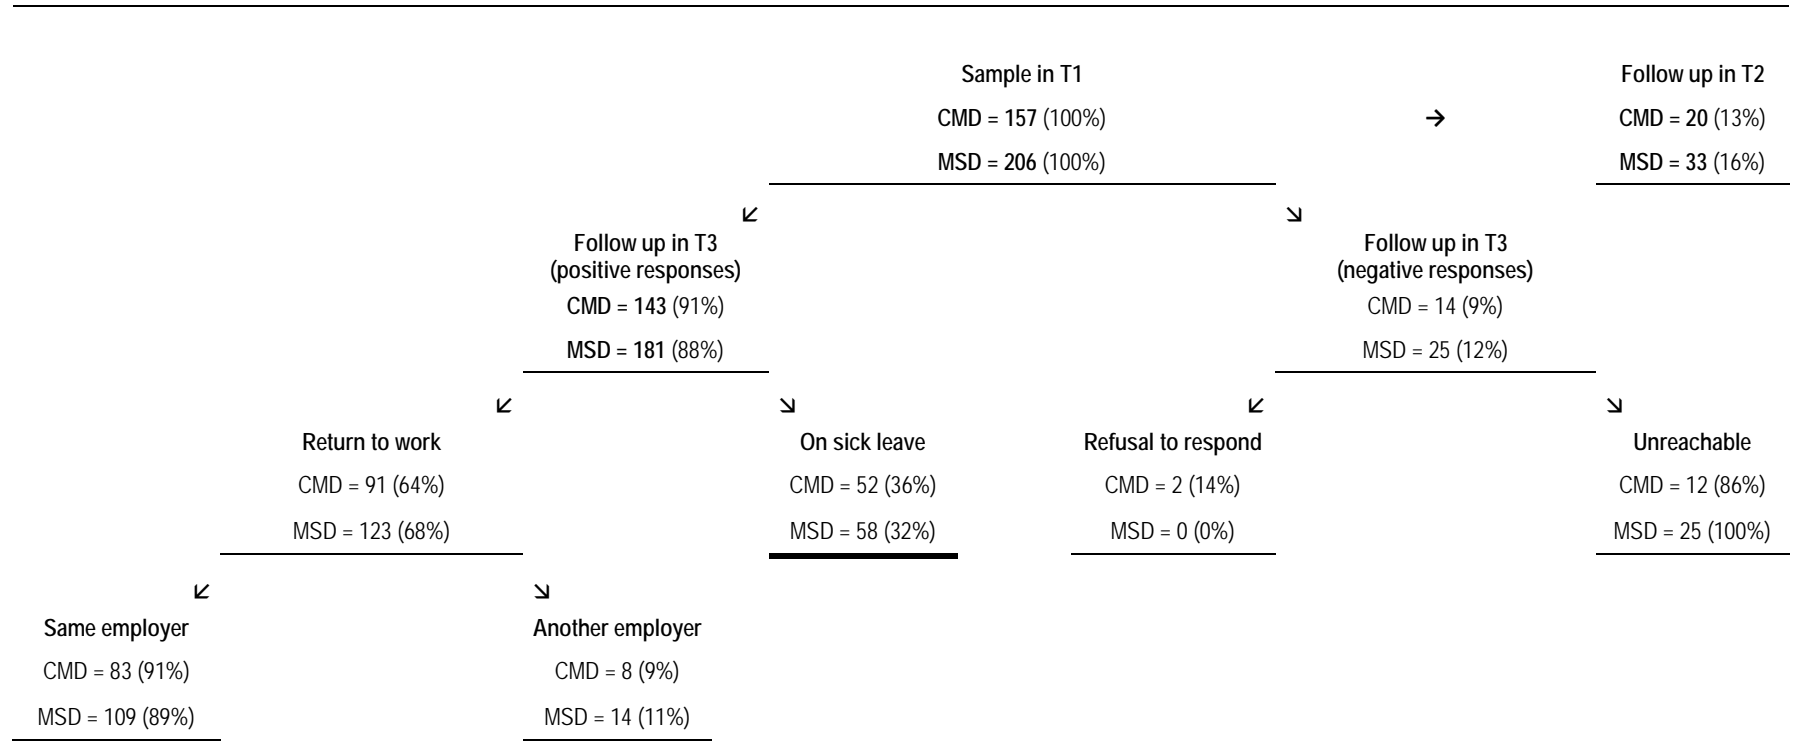 Sample in T1
CMD = 157 (100%)
MSD = 206 (100%)
→
Follow up in T2
CMD = 20 (13%)
MSD = 33 (16%)
↙
↘
Follow up in T3
(positive responses)
CMD = 143 (91%)
MSD = 181 (88%)
Follow up in T3
(negative responses)
CMD = 14 (9%)
MSD = 25 (12%)
↙
↘
↙
↘
Return to work
CMD = 91 (64%)
MSD = 123 (68%)
On sick leave
CMD = 52 (36%)
MSD = 58 (32%)
Refusal to respond
CMD = 2 (14%)
MSD = 0 (0%)
Unreachable
CMD = 12 (86%)
MSD = 25 (100%)
↙
↘
Same employer
CMD = 83 (91%)
MSD = 109 (89%)
Another employer
CMD = 8 (9%)
MSD = 14 (11%)